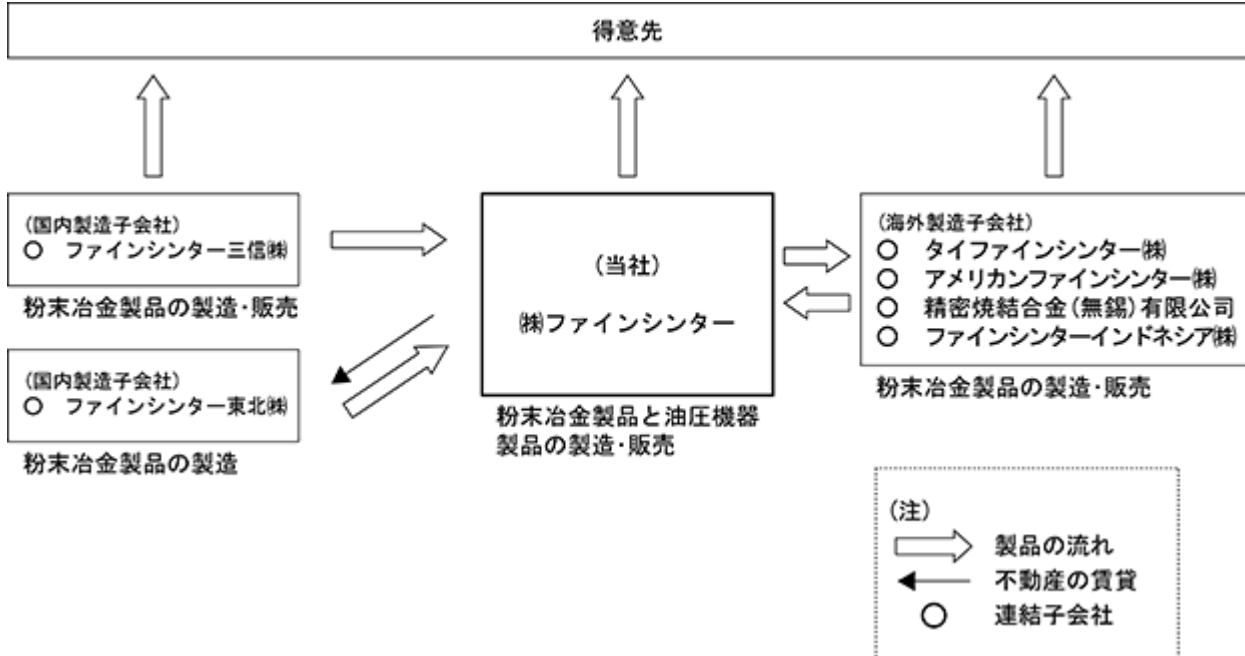 得意先
(国内製造子会社)
○ ファインシンター三信㈱
粉末冶金製品の製造・販売
(国内製造子会社)
○ ファインシンター東北㈱
粉末冶金製品の製造
(当社)
㈱ファインシンター
粉末冶金製品と油圧機器
製品の製造・販売
(海外製造子会社)
○ タイファインシンター㈱
○ アメリカンファインシンター㈱
○ 精密焼結合金(無錫)有限公司
○ ファインシンターインドネシア㈱
粉末冶金製品の製造・販売
(注)
製品の流れ
不動産の賃貸
○ 連結子会社